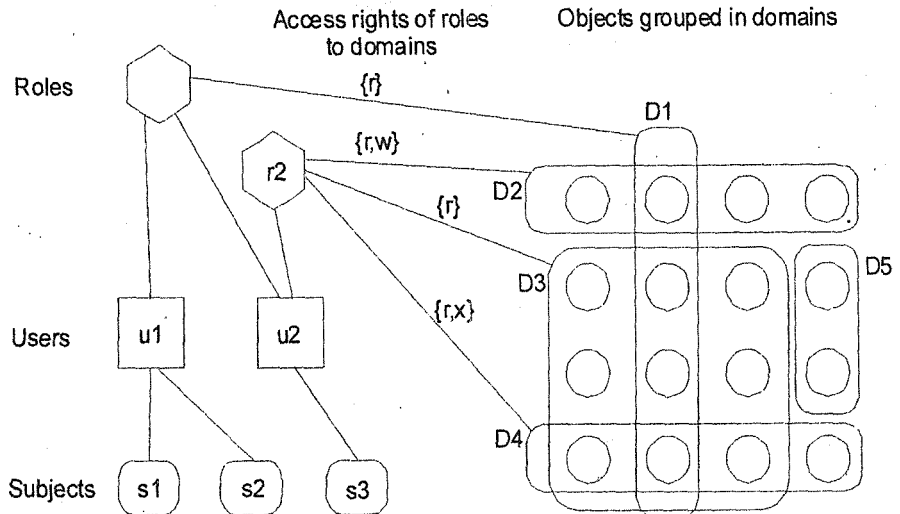 Access rights of roles
to domains
Objects grouped in domains
Roles
{r}
D1
{r,w}
r2
D2
{r}
D3
D5
{r,x}
Users
u1
u2
D4
Subjects
s1
s2
s3